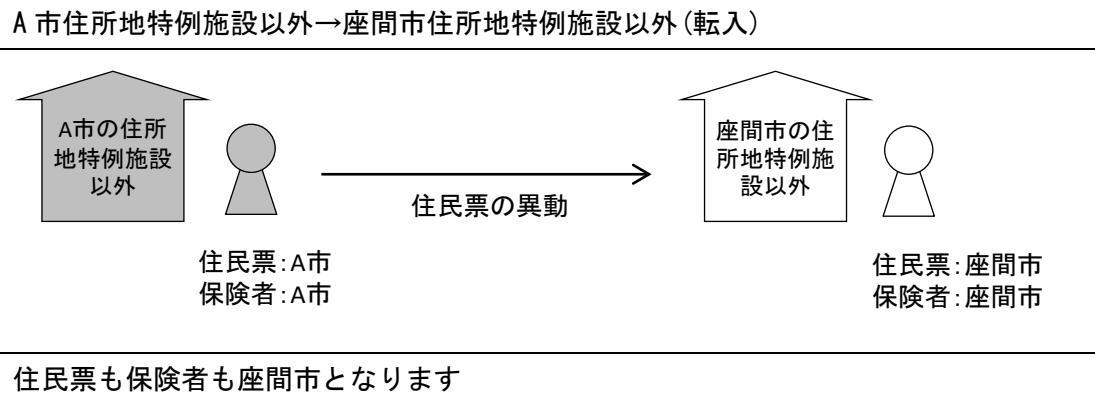 A市住所地特例施設以外→座間市住所地特例施設以外(転入)
A市の住所
地特例施設
以外
住民票の異動
座間市の住
所地特例施
設以外
住民票:A市
保険者:A市
住民票:座間市
保険者:座間市
住民票も保険者も座間市となります